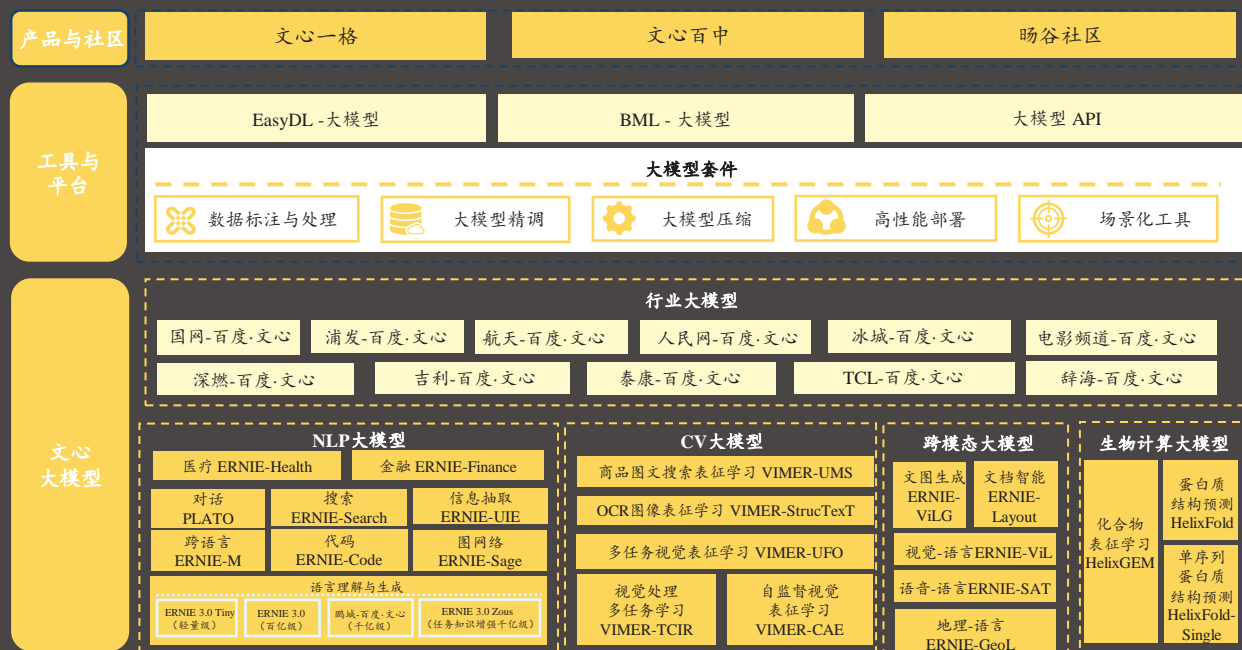 产品与社区
文心一格
文心百中
旸谷社区
工具与
平台
EasyDL -大模型
BML - 大模型
大模型 API
大模型套件
数据标注与处理
大模型精调
大模型压缩
高性能部署
场景化工具
文心
大模型
行业大模型
国网-百度·文心
浦发-百度·文心
航天-百度·文心
人民网-百度·文心
冰城-百度·文心
电影频道-百度·文心
深燃-百度·文心
吉利-百度·文心
泰康-百度·文心
TCL-百度·文心
辞海-百度·文心
NLP大模型
医疗 ERNIE-Health
金融 ERNIE-Finance
对话
PLATO
搜索
ERNIE-Search
信息抽取
ERNIE-UIE
跨语言
ERNIE-M
代码
ERNIE-Code
图网络
ERNIE-Sage
语言理解与生成
ERNIE 3.0 Tiny
（轻量级）
ERNIE 3.0
（百亿级）
鹏城-百度·文心
（千亿级）
ERNIE 3.0 Zous
（任务知识增强千亿级）
CV大模型
商品图文搜索表征学习 VIMER-UMS
OCR图像表征学习 VIMER-StrucTexT
多任务视觉表征学习 VIMER-UFO
视觉处理
多任务学习
VIMER-TCIR
自监督视觉
表征学习
VIMER-CAE
跨模态大模型
文图生成
ERNIE-
ViLG
文档智能
ERNIE-
Layout
视觉-语言ERNIE-ViL
语音-语言ERNIE-SAT
地理-语言
ERNIE-GeoL
生物计算大模型
化合物
表征学习
HelixGEM
蛋白质
结构预测
HelixFold
单序列
蛋白质
结构预测
HelixFold-
Single